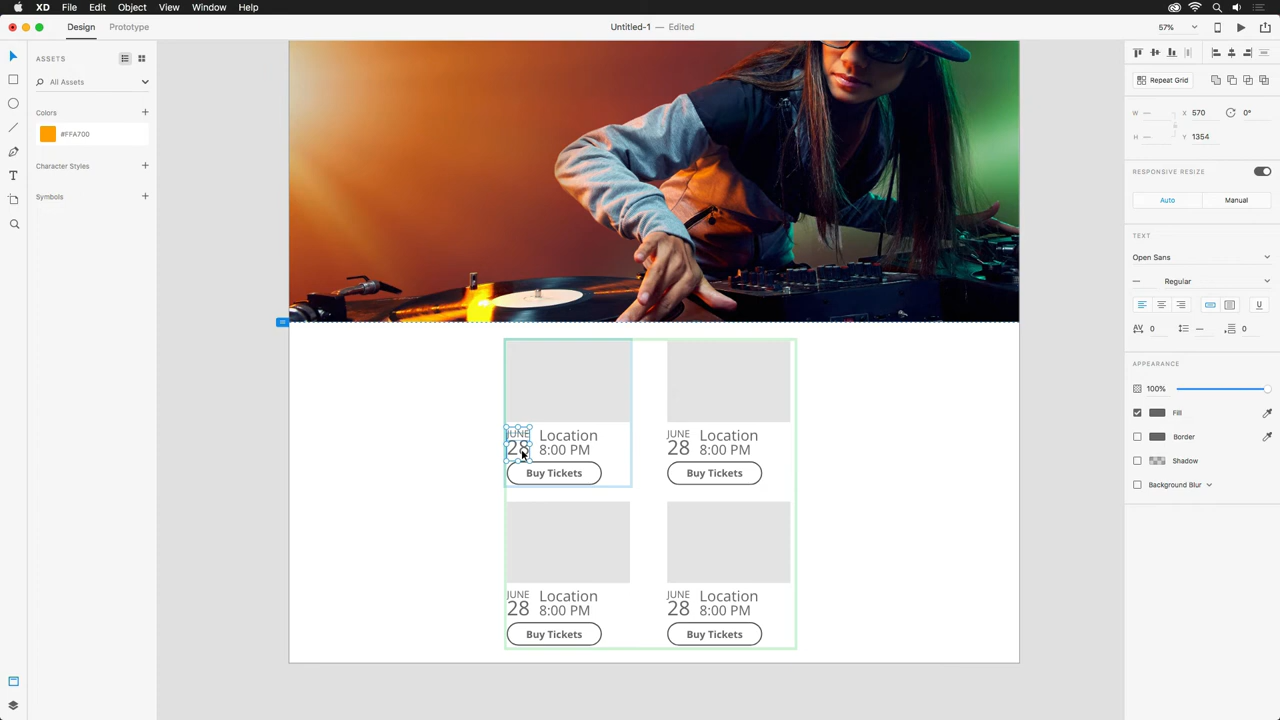 XD File Edit Object View Window Help
Design Prototype Untitled-1 — Edited 57%
ASSETS
All Assets
Colors
#FFA700
Character Styles
Symbols
Repeat Grid
W — X 570 0°
H — Y 1354
RESPONSIVE RESIZE
Auto Manual
TEXT
Open Sans
— Regular
0 — 0
APPEARANCE
100%
Fill
Border
Shadow
Background Blur
JUNE Location
28 8:00 PM
Buy Tickets
JUNE Location
28 8:00 PM
Buy Tickets
JUNE Location
28 8:00 PM
Buy Tickets
JUNE Location
28 8:00 PM
Buy Tickets